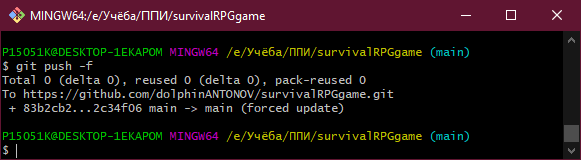 MINGW64:/e/Учёба/ППИ/survivalRPGgame
P15051K@DESKTOP-1EKAPOM MINGW64 /e/Учёба/ППИ/survivalRPGgame (main)
$ git push -f
Total 0 (delta 0), reused 0 (delta 0), pack-reused 0
To https://github.com/dolphinANTONOV/survivalRPGgame.git
 + 83b2cb2...2c34f06 main -> main (forced update)
P15051K@DESKTOP-1EKAPOM MINGW64 /e/Учёба/ППИ/survivalRPGgame (main)
$